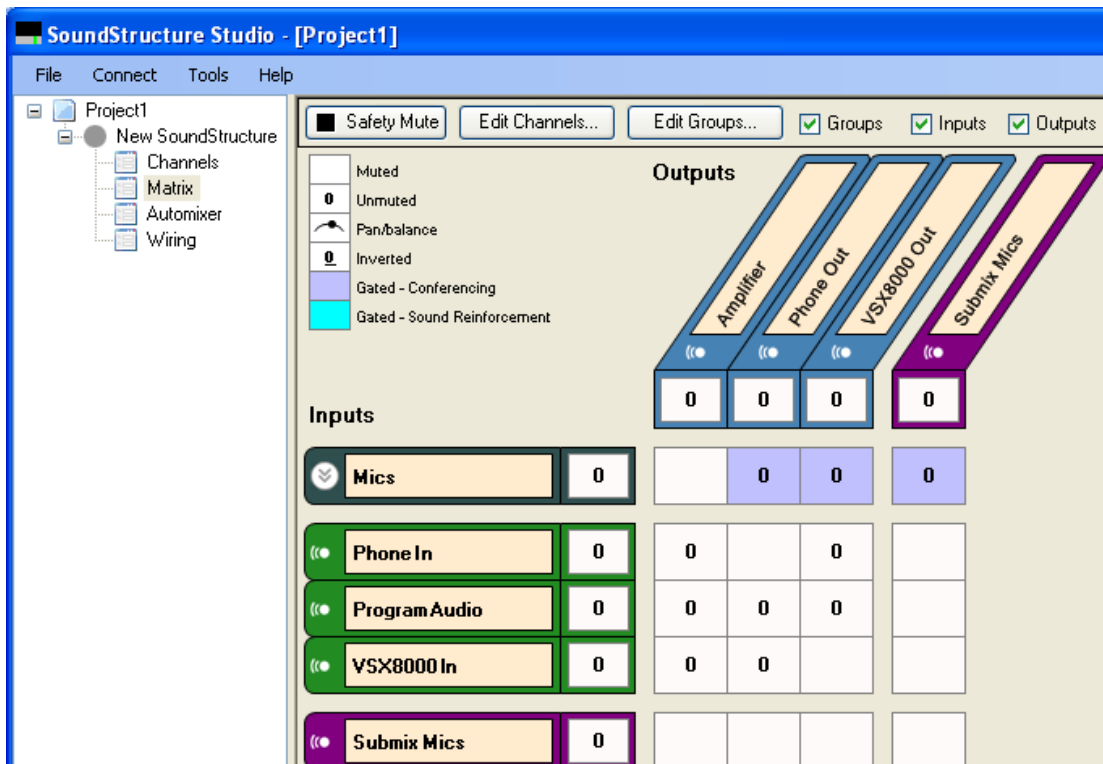 SoundStructure Studio - [Project1]
File Connect Tools Help
Project1
New SoundStructure
Channels
Matrix
Automixer
Wiring
Safety Mute Edit Channels... Edit Groups... Groups Inputs Outputs
Muted
0 Unmuted
Pan/balance
0 Inverted
Gated - Conferencing
Gated - Sound Reinforcement
Outputs
Amplifier
Phone Out
VSX8000 Out
Submix Mics
0 0 0 0
Inputs
Mics 0 0 0 0
Phone In 0 0 0
Program Audio 0 0 0 0
VSX8000 In 0 0 0
Submix Mics 0